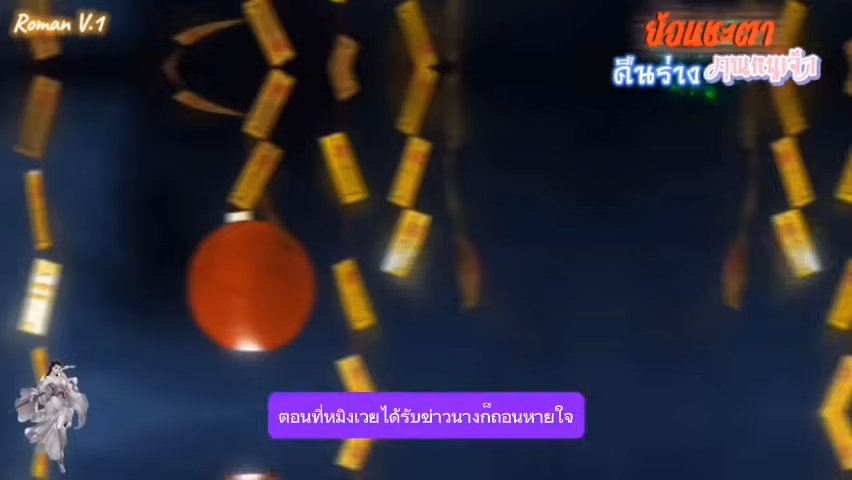 Roman V.1
ย้อนชะตา
คืนร่าง คุณหนูเจ้า
ตอนที่หมิงเวยได้รับข่าวนางก็ถอนหายใจ